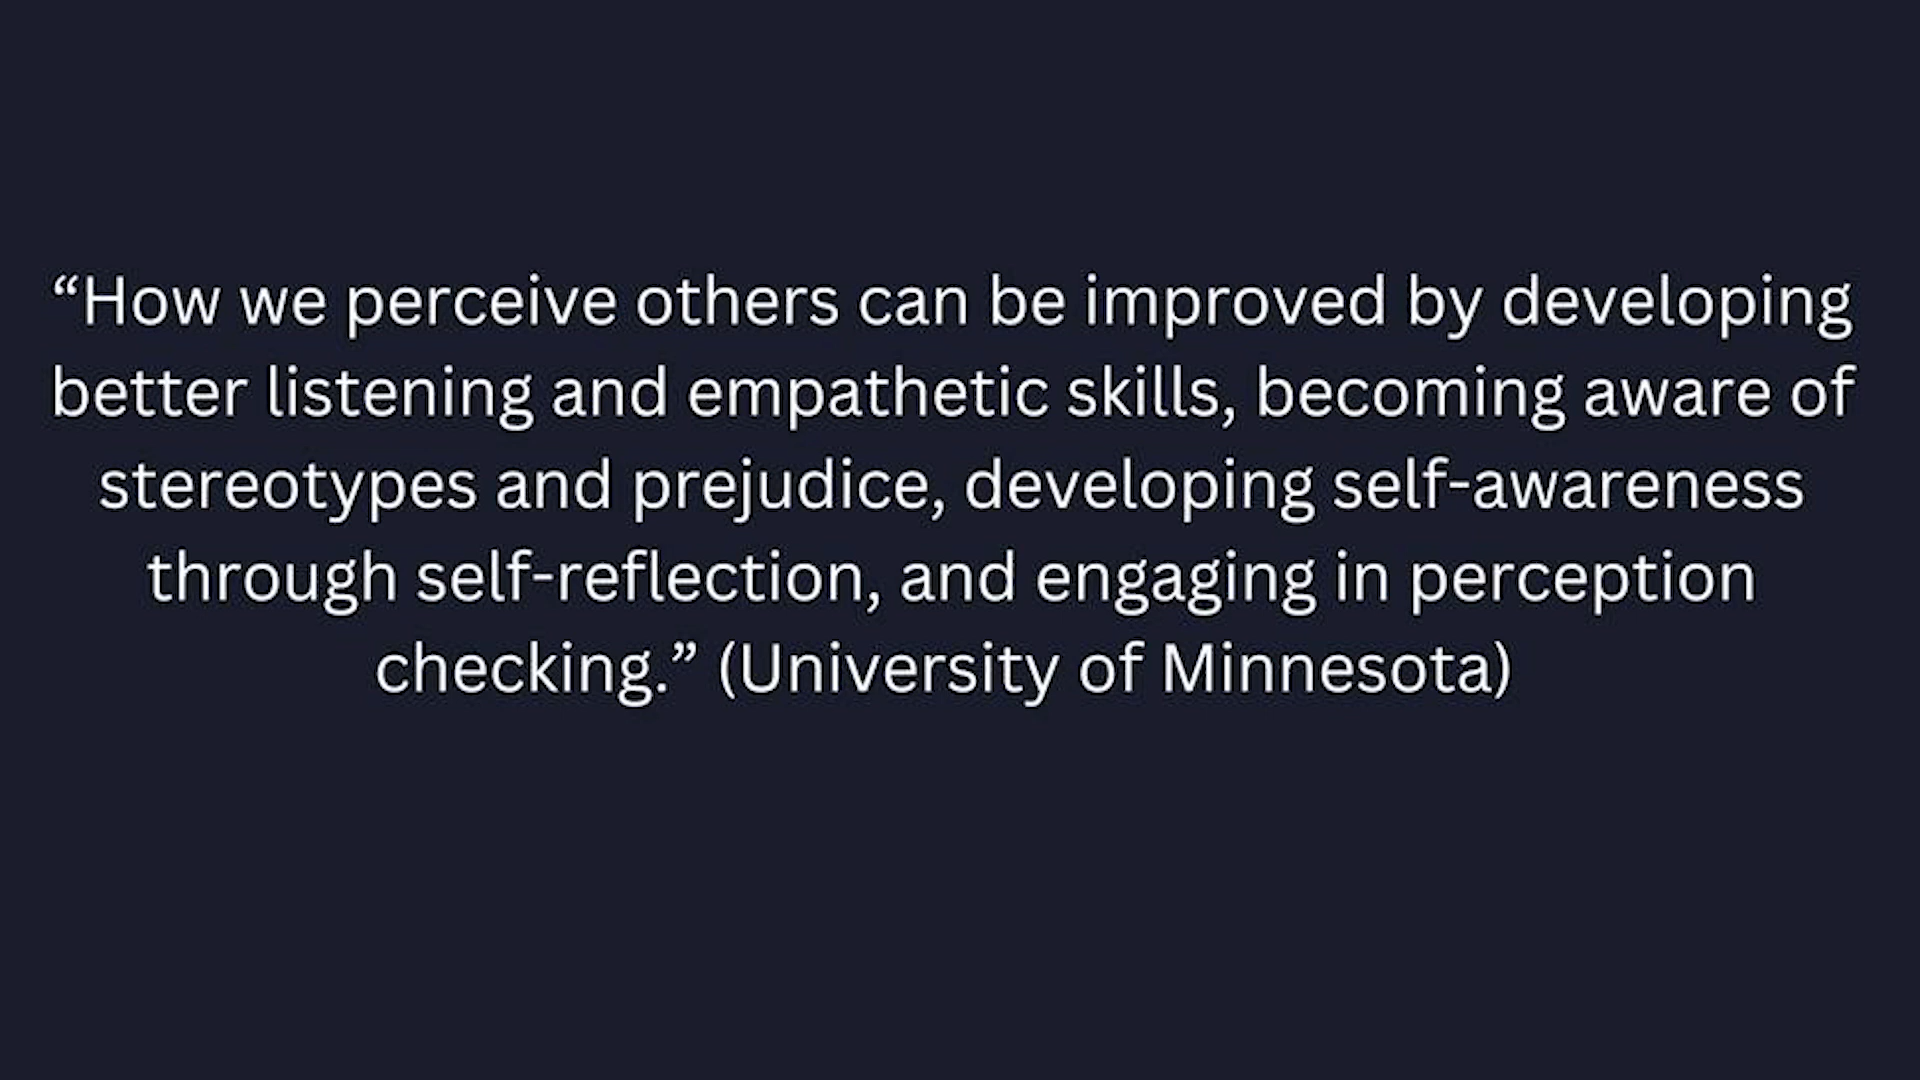 “How we perceive others can be improved by developing
better listening and empathetic skills, becoming aware of
stereotypes and prejudice, developing self-awareness
through self-reflection, and engaging in perception
checking.” (University of Minnesota)